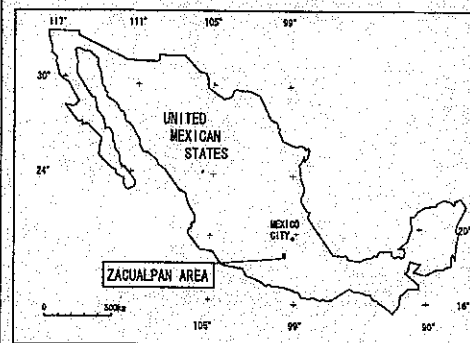 117° 111° 105° 99°
30°
UNITED
MEXICAN
STATES
24°
MEXICO
CITY
20°
ZACUALPAN AREA
0 500km
105° 99° 90° 16°